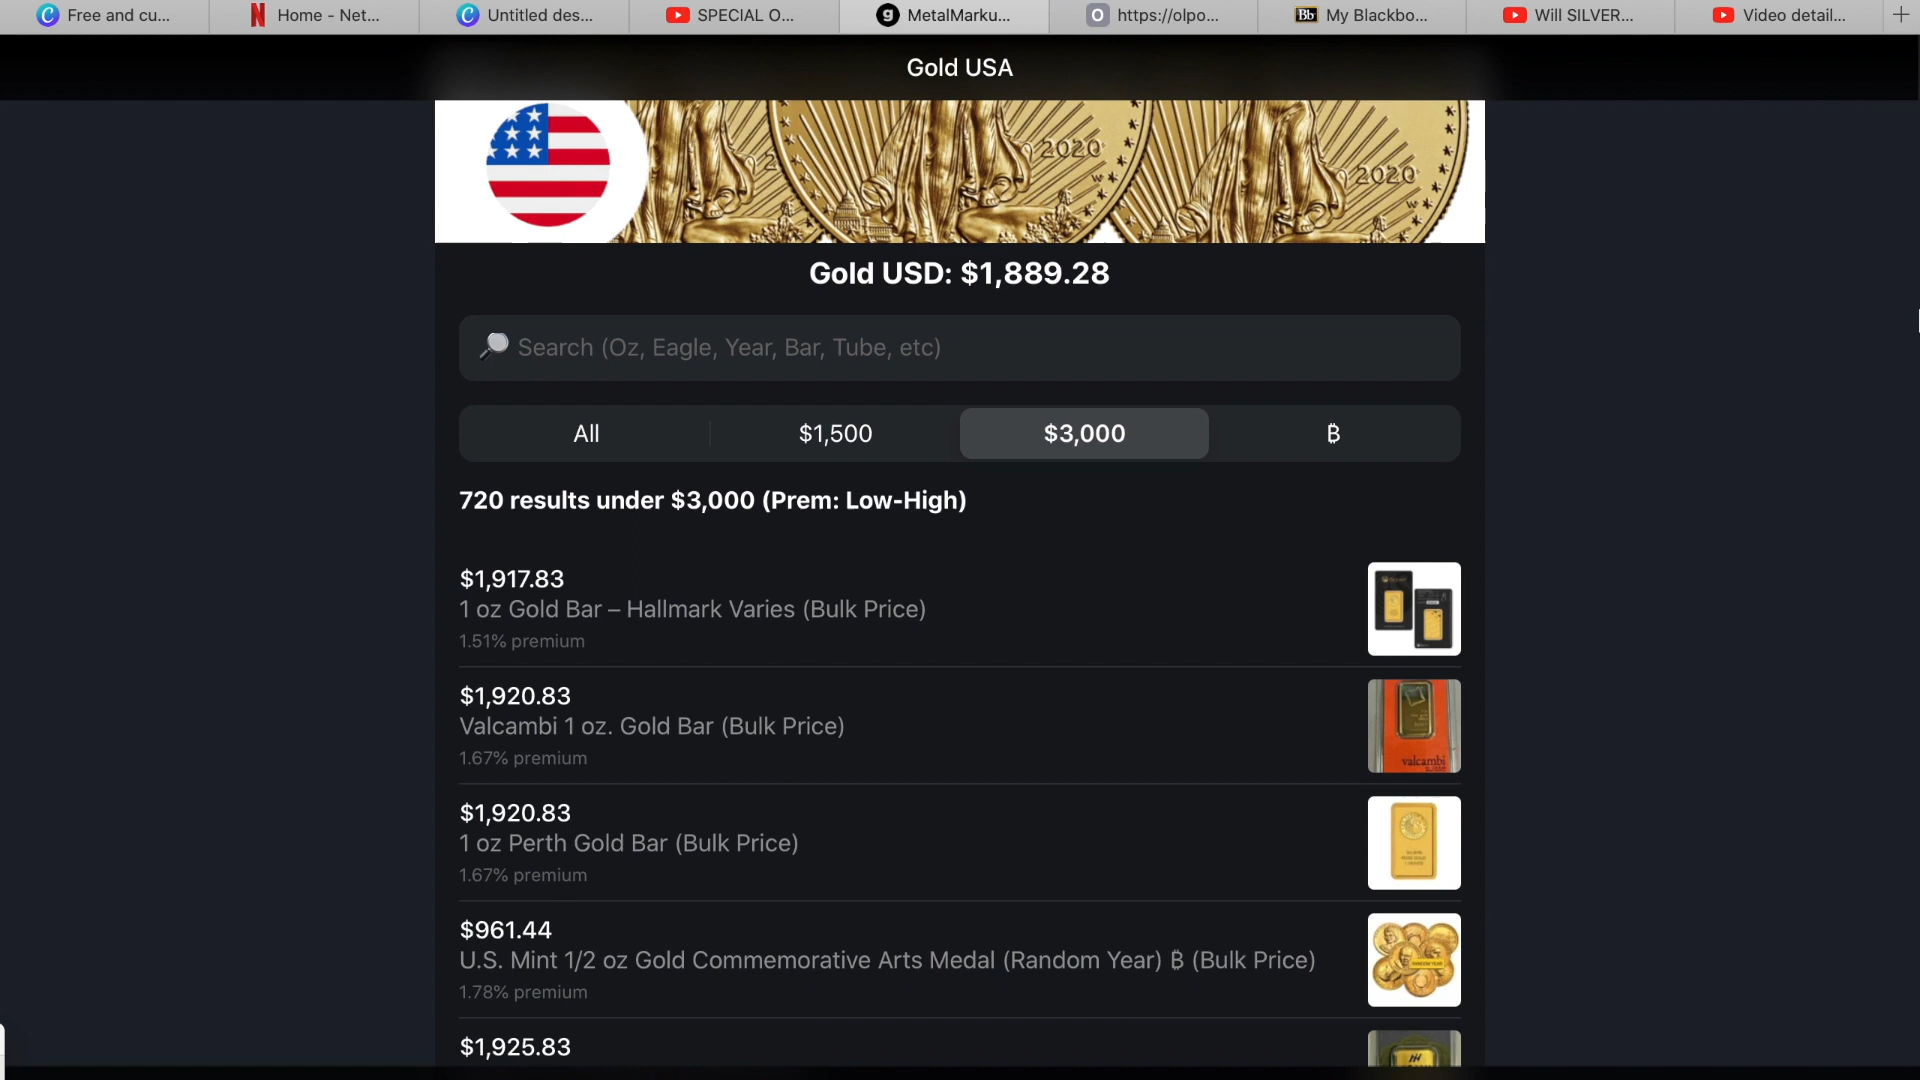 Free and cu...
Home - Net...
Untitled des...
SPECIAL O...
MetalMarku...
https://olpo...
My Blackbo...
Will SILVER...
Video detail...
Gold USA
2020
2020
Gold USD: $1,889.28
Search (Oz, Eagle, Year, Bar, Tube, etc)
All
$1,500
$3,000
₿
720 results under $3,000 (Prem: Low-High)
$1,917.83
1 oz Gold Bar – Hallmark Varies (Bulk Price)
1.51% premium
$1,920.83
Valcambi 1 oz. Gold Bar (Bulk Price)
1.67% premium
valcambi
$1,920.83
1 oz Perth Gold Bar (Bulk Price)
1.67% premium
$961.44
U.S. Mint 1/2 oz Gold Commemorative Arts Medal (Random Year) ₿ (Bulk Price)
1.78% premium
$1,925.83